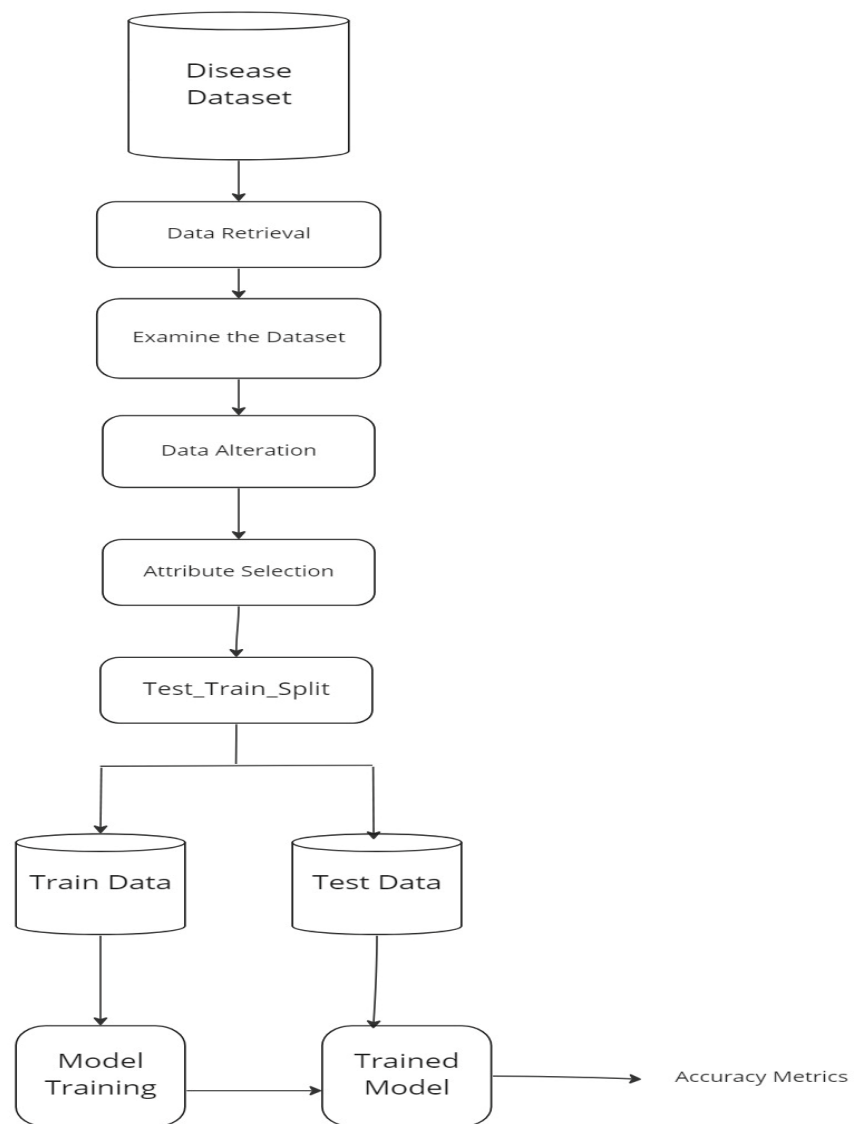 Disease
Dataset
Data Retrieval
Examine the Dataset
Data Alteration
Attribute Selection
Test_Train_Split
Train Data
Test Data
Model
Training
Trained
Model
Accuracy Metrics